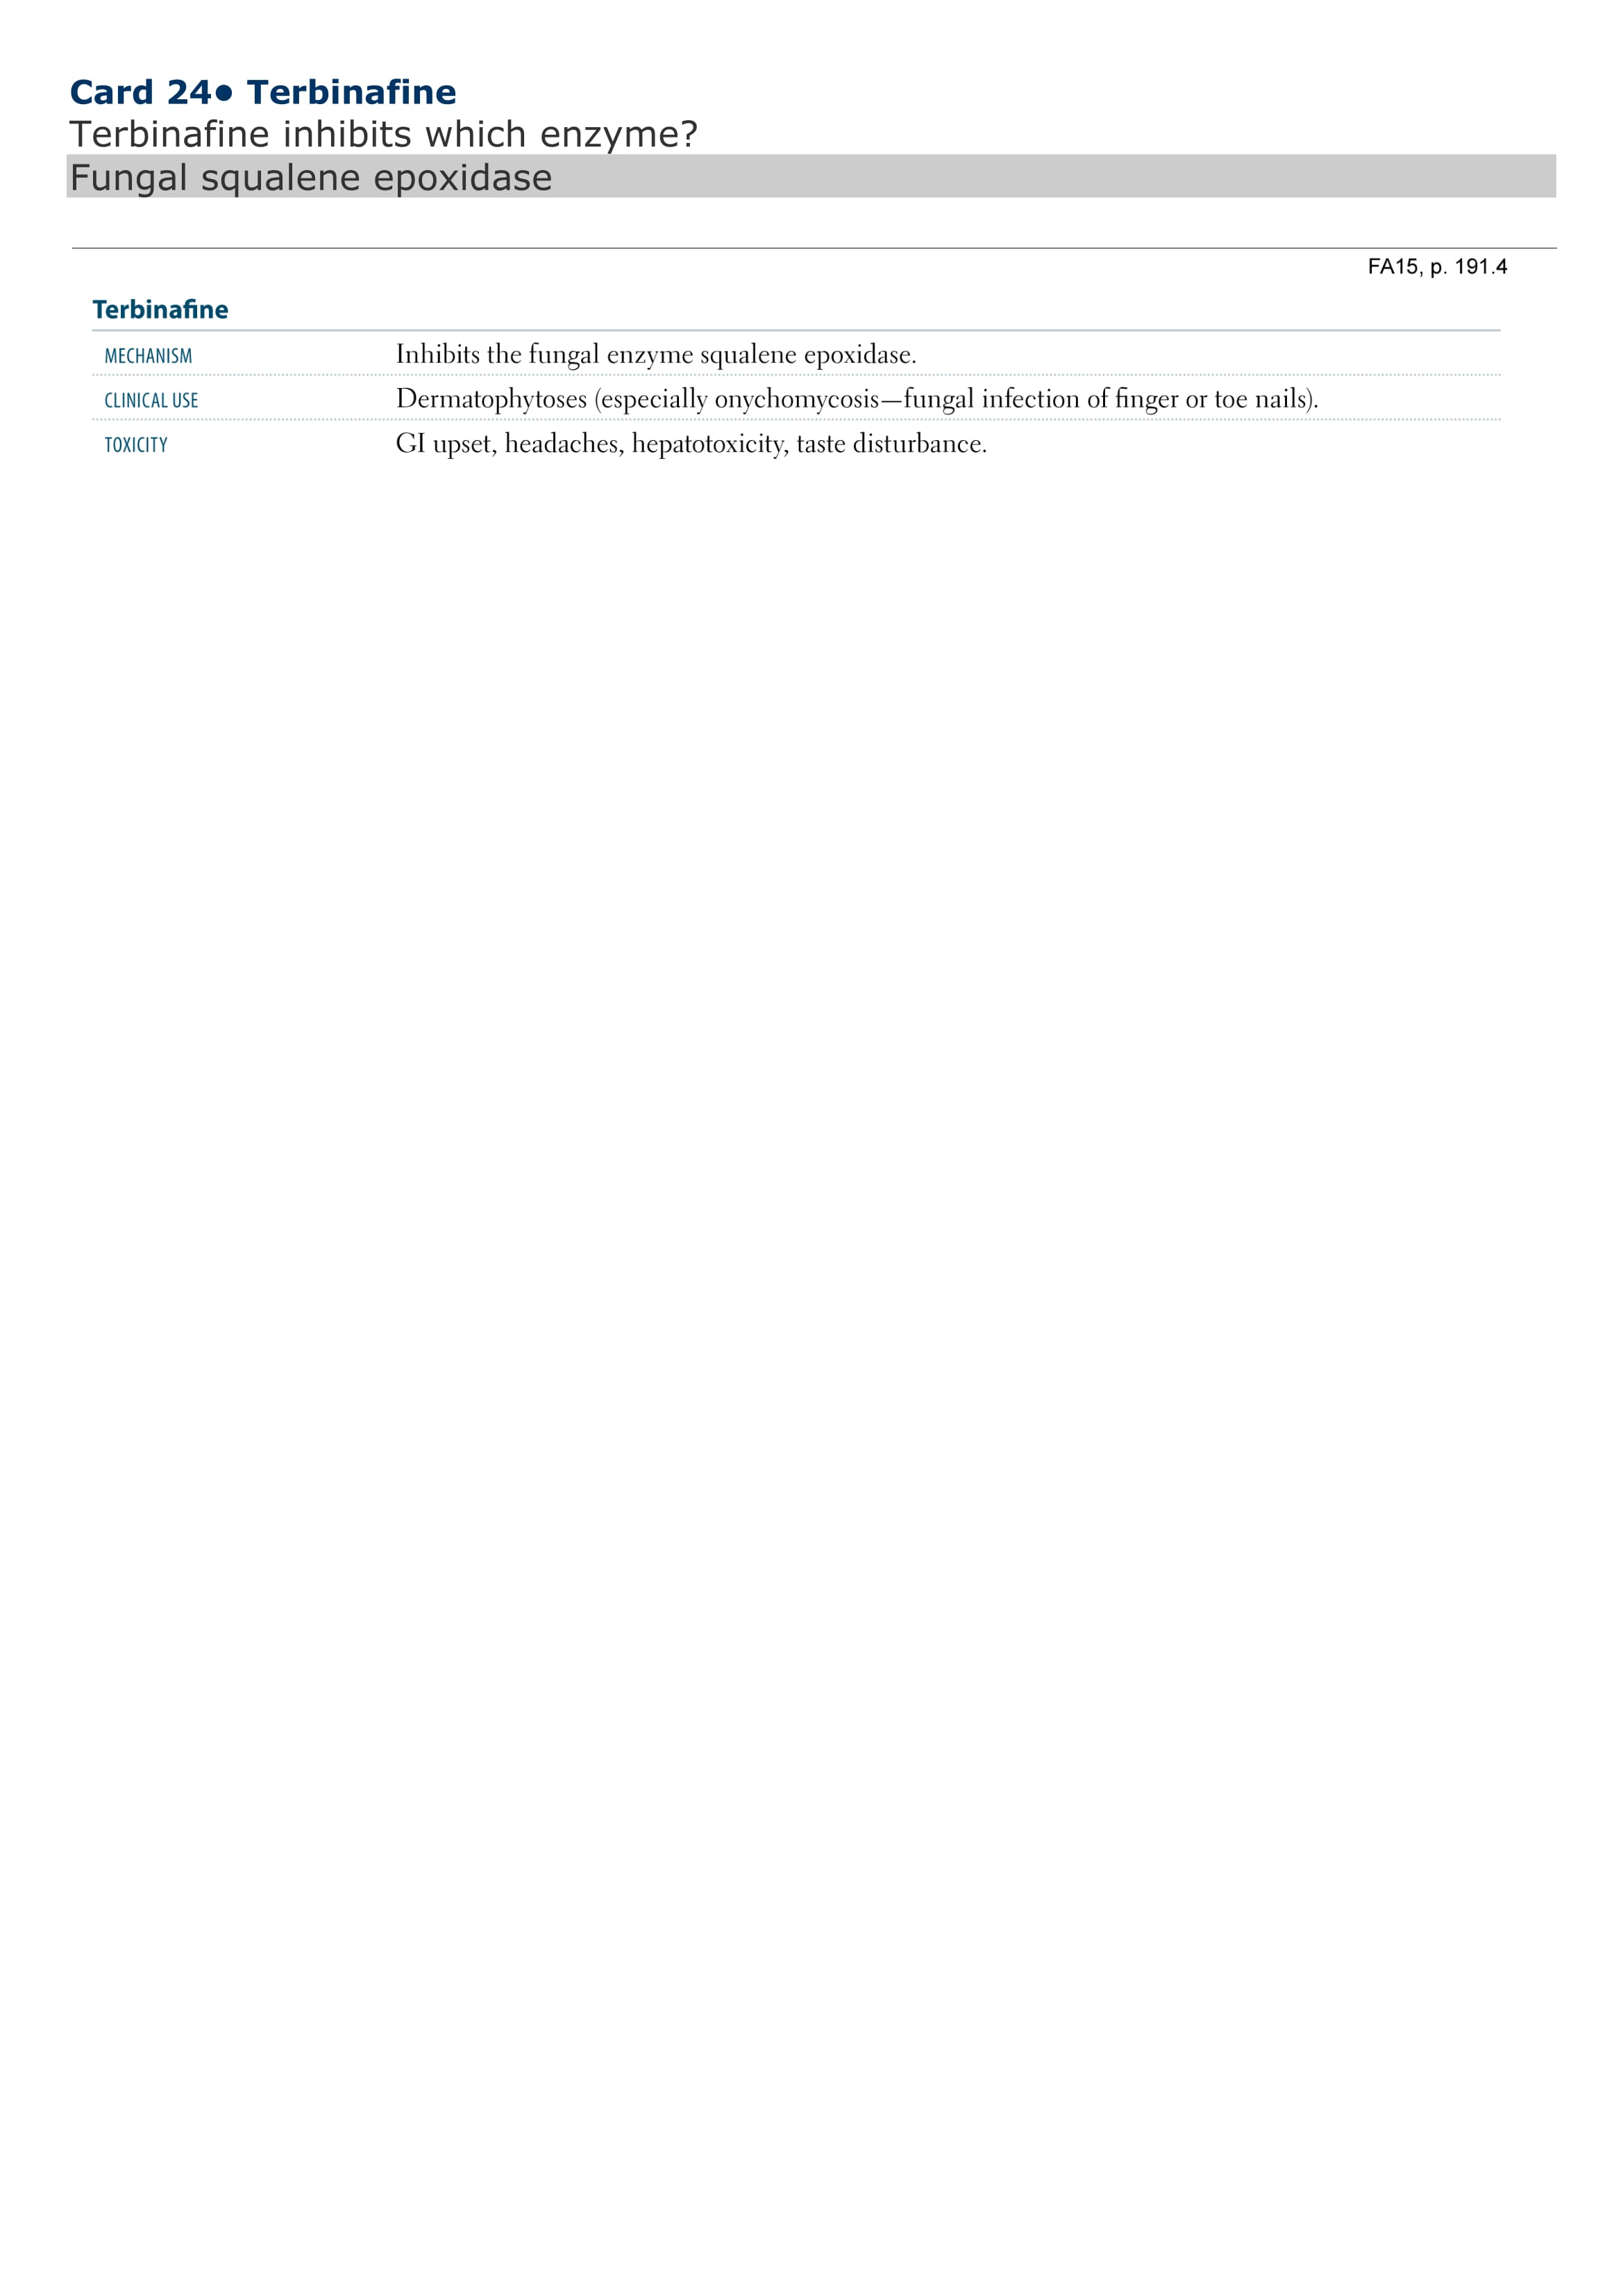 Card 24• Terbinafine
Terbinafine inhibits which enzyme?
Fungal squalene epoxidase
FA15, p. 191.4
Terbinafine
MECHANISM Inhibits the fungal enzyme squalene epoxidase.
CLINICAL USE Dermatophytoses (especially onychomycosis—fungal infection of finger or toe nails).
TOXICITY GI upset, headaches, hepatotoxicity, taste disturbance.